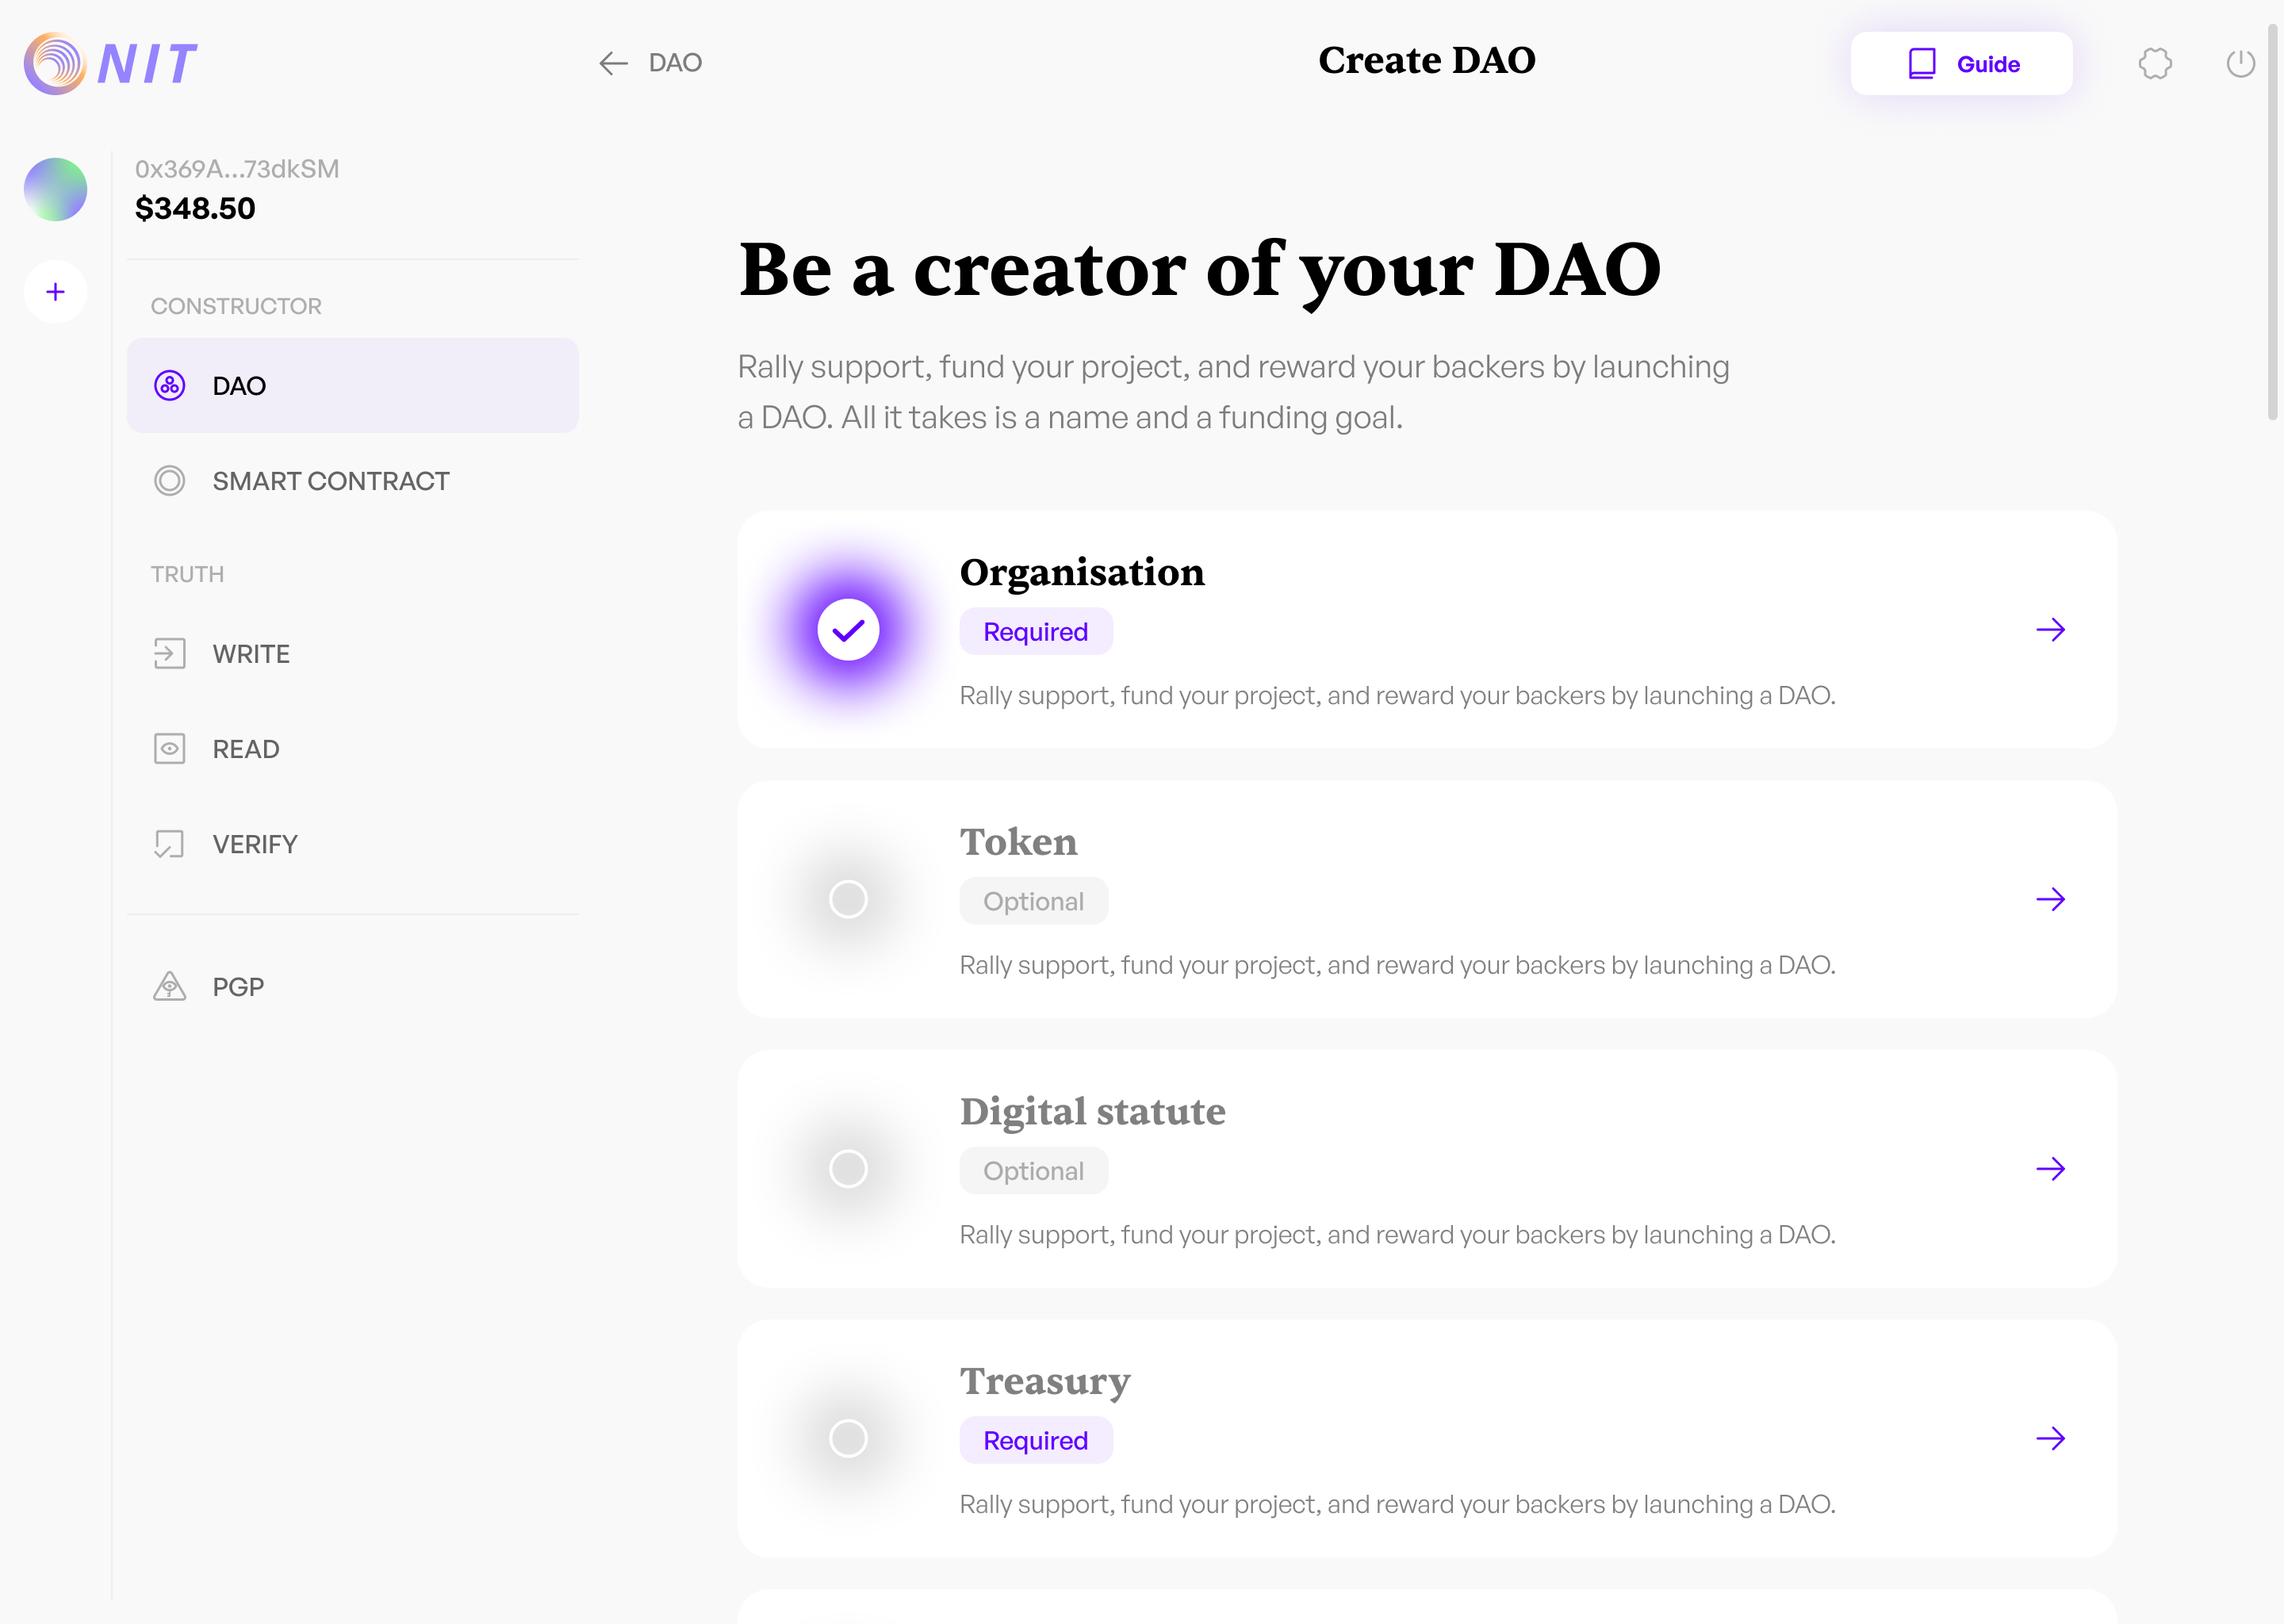 NIT
DAO
Create DAO
Guide
0x369A...73dkSM
$348.50
CONSTRUCTOR
DAO
SMART CONTRACT
TRUTH
WRITE
READ
VERIFY
PGP
Be a creator of your DAO
Rally support, fund your project, and reward your backers by launching
a DAO. All it takes is a name and a funding goal.
Organisation
Required
Rally support, fund your project, and reward your backers by launching a DAO.
Token
Optional
Rally support, fund your project, and reward your backers by launching a DAO.
Digital statute
Optional
Rally support, fund your project, and reward your backers by launching a DAO.
Treasury
Required
Rally support, fund your project, and reward your backers by launching a DAO.